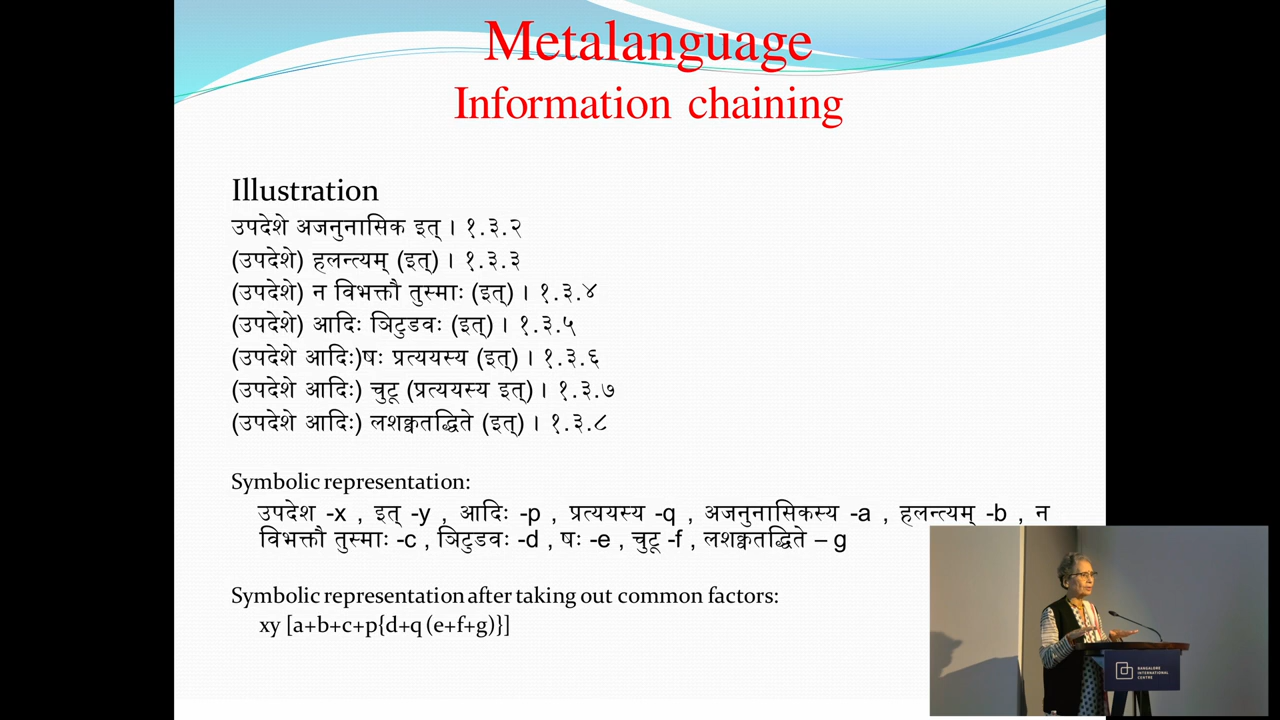 Metalanguage
Information chaining
Illustration
उपदेशे अजनुनासिक इत् । १.३.२
(उपदेशे) हलन्त्यम् (इत्) । १.३.३
(उपदेशे) न विभक्तौ तुस्माः (इत्) । १.३.४
(उपदेशे) आदिः ञिटुडवः (इत्) । १.३.५
(उपदेशे आदिः)षः प्रत्ययस्य (इत्) । १.३.६
(उपदेशे आदिः) चुटू (प्रत्ययस्य इत्) । १.३.७
(उपदेशे आदिः) लशक्वतद्धिते (इत्) । १.३.८
Symbolic representation:
उपदेश -x , इत् -y , आदिः -p , प्रत्ययस्य -q , अजनुनासिकस्य -a , हलन्त्यम् -b , न
विभक्तौ तुस्माः -c , ञिटुडवः -d , षः -e , चुटू -f , लशक्वतद्धिते – g
Symbolic representation after taking out common factors:
xy [a+b+c+p{d+q (e+f+g)}]
BANGALORE
INTERNATIONAL
CENTRE